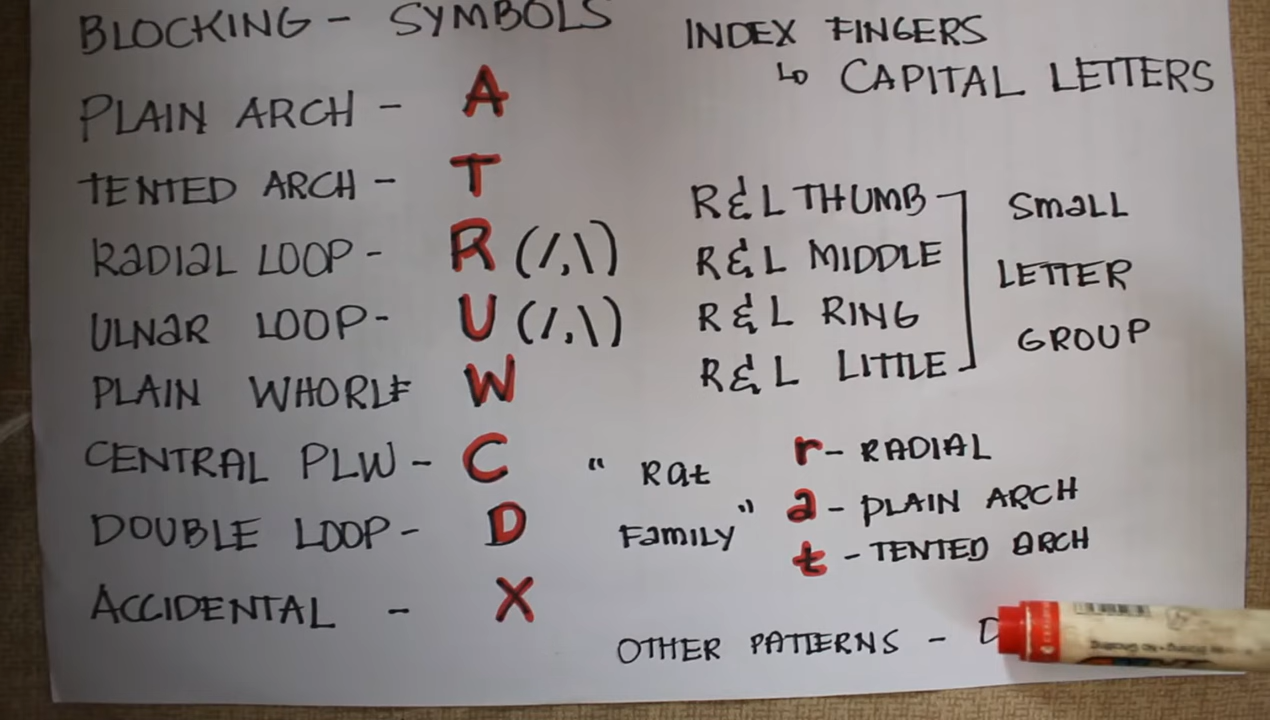 BLOCKING - SYMBOLS
PLAIN ARCH - A
TENTED ARCH - T
RaDIaL LOOP - R (/,\)
ULNaR LOOP - U (/,\)
PLAIN WHORL- W
CENTRAL PLW - C
DOUBLE LOOP - D
ACCIDENTAL - X
INDEX FINGERS
↳ CAPITAL LETTERS
R & L THUMB
R & L MIDDLE
R & L RING
R & L LITTLE
SmaLL
LETTER
GROUP
" Rat
FamILY "
r - RADIAL
a - PLAIN ARCH
t - TENTED ARCH
OTHER PATTERNS -